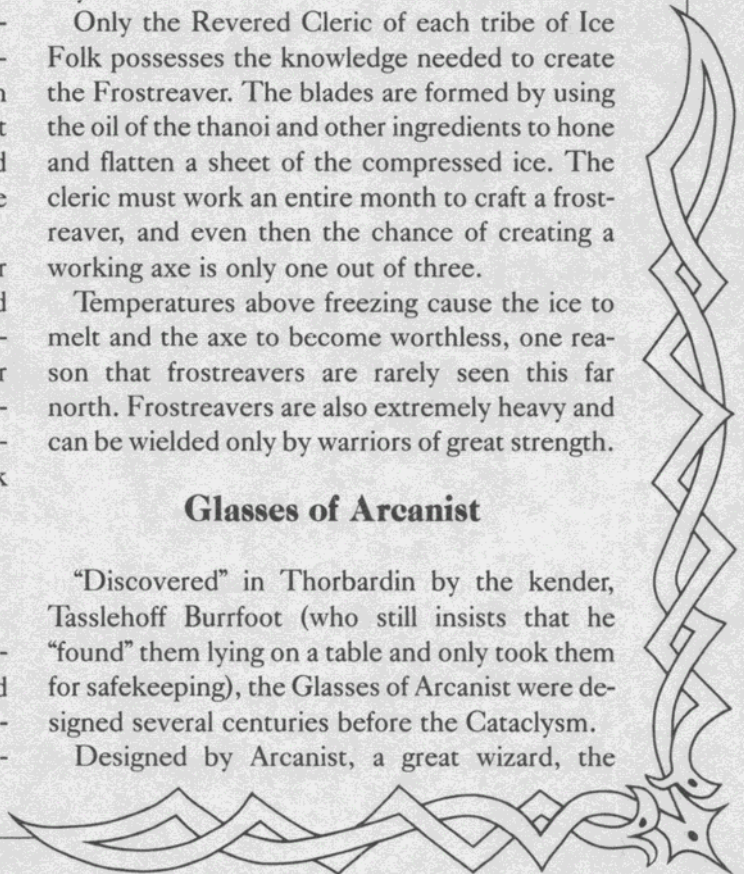 Only the Revered Cleric of each tribe of Ice
Folk possesses the knowledge needed to create
the Frostreaver. The blades are formed by using
the oil of the thanoi and other ingredients to hone
and flatten a sheet of the compressed ice. The
cleric must work an entire month to craft a frost-
reaver, and even then the chance of creating a
working axe is only one out of three.
Temperatures above freezing cause the ice to
melt and the axe to become worthless, one rea-
son that frostreavers are rarely seen this far
north. Frostreavers are also extremely heavy and
can be wielded only by warriors of great strength.
Glasses of Arcanist
“Discovered” in Thorbardin by the kender,
Tasslehoff Burrfoot (who still insists that he
“found” them lying on a table and only took them
for safekeeping), the Glasses of Arcanist were de-
signed several centuries before the Cataclysm.
Designed by Arcanist, a great wizard, the